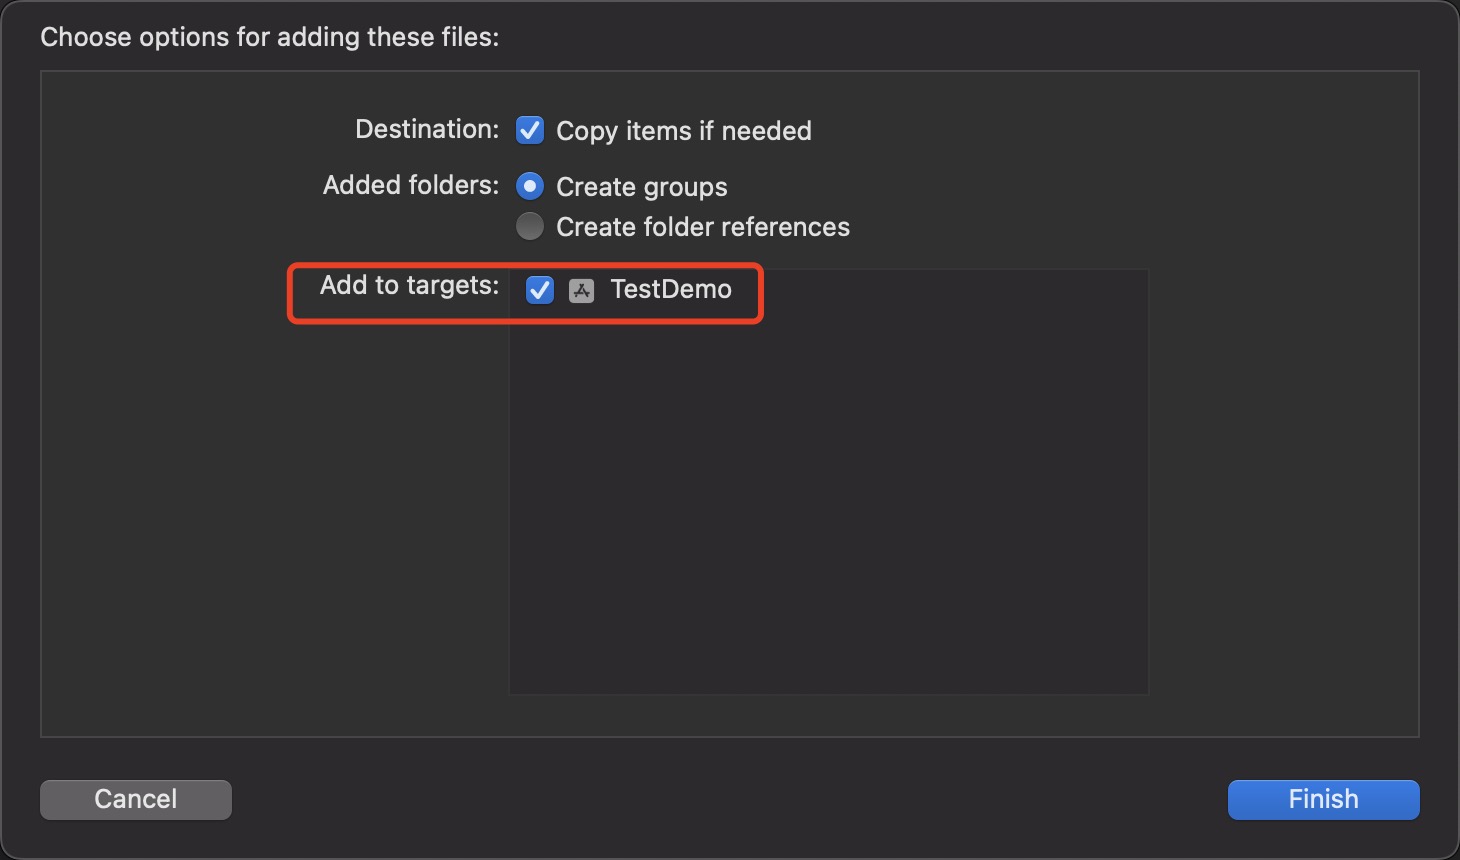 Choose options for adding these files:
Destination: Copy items if needed
Added folders: Create groups
Create folder references
Add to targets: TestDemo
Cancel Finish